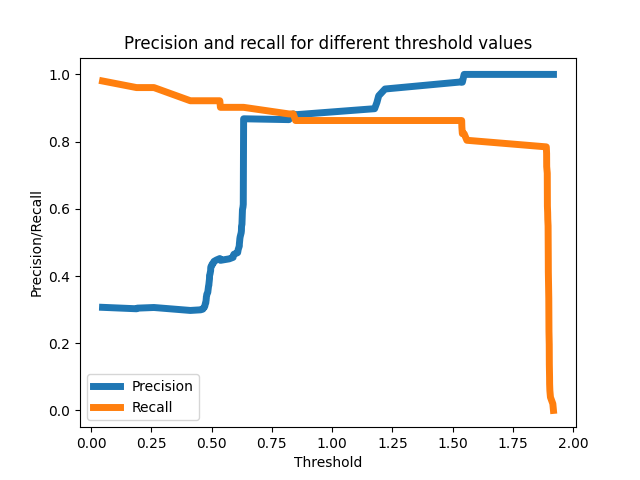 Precision and recall for different threshold values
Precision/Recall
1.0
0.8
0.6
0.4
0.2
0.0
Precision
Recall
0.00 0.25 0.50 0.75 1.00 1.25 1.50 1.75 2.00
Threshold